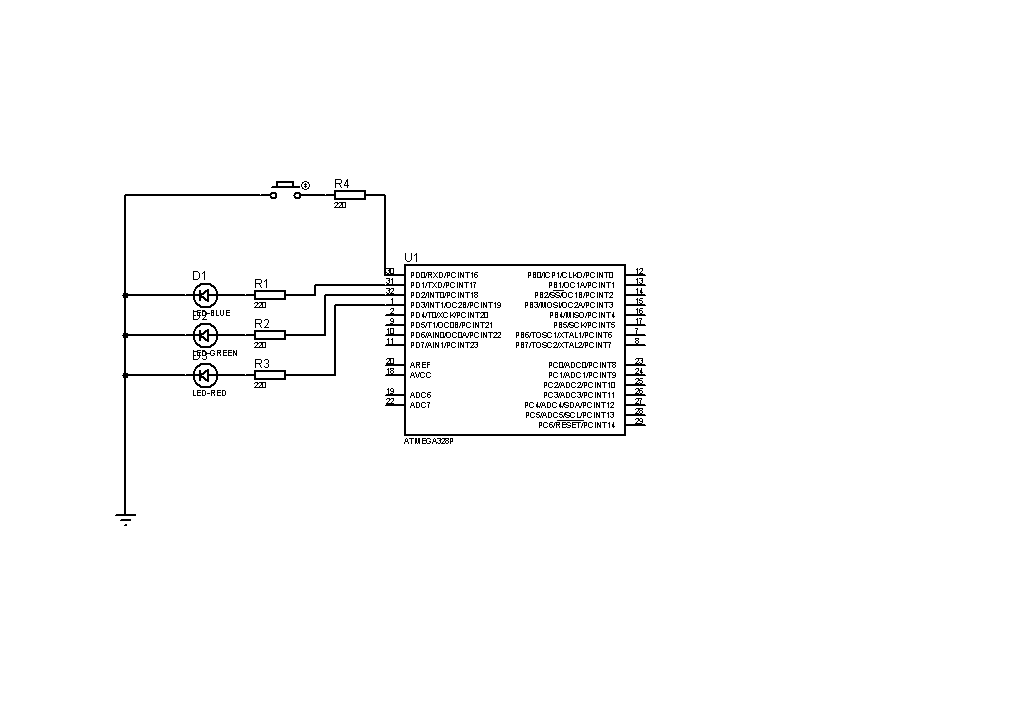 R4
220
U1
D1
LED-BLUE
R1
220
D2
LED-GREEN
R2
220
D3
LED-RED
R3
220
30 PD0/RXD/PCINT16
31 PD1/TXD/PCINT17
32 PD2/INT0/PCINT18
1 PD3/INT1/OC2B/PCINT19
2 PD4/T0/XCK/PCINT20
9 PD5/T1/OC0B/PCINT21
10 PD6/AIN0/OC0A/PCINT22
11 PD7/AIN1/PCINT23
20 AREF
18 AVCC
19 ADC6
22 ADC7
PB0/ICP1/CLKO/PCINT0 12
PB1/OC1A/PCINT1 13
PB2/SS/OC1B/PCINT2 14
PB3/MOSI/OC2A/PCINT3 15
PB4/MISO/PCINT4 16
PB5/SCK/PCINT5 17
PB6/TOSC1/XTAL1/PCINT6 7
PB7/TOSC2/XTAL2/PCINT7 8
PC0/ADC0/PCINT8 23
PC1/ADC1/PCINT9 24
PC2/ADC2/PCINT10 25
PC3/ADC3/PCINT11 26
PC4/ADC4/SDA/PCINT12 27
PC5/ADC5/SCL/PCINT13 28
PC6/RESET/PCINT14 29
ATMEGA328P